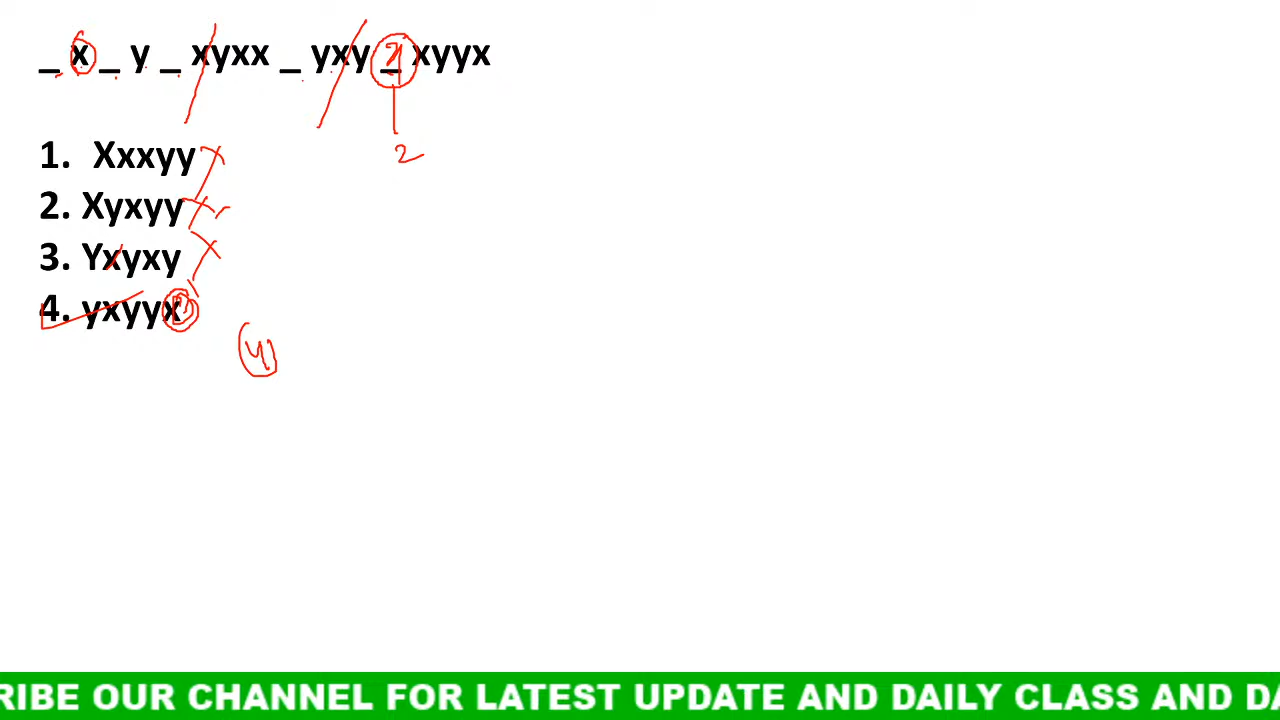 _ x _ y _ xyxx _ yxy _ xyyx
2
1. Xxxyy
2. Xyxyy
3. Yxyxy
4. yxyyx
y
RIBE OUR CHANNEL FOR LATEST UPDATE AND DAILY CLASS AND DA